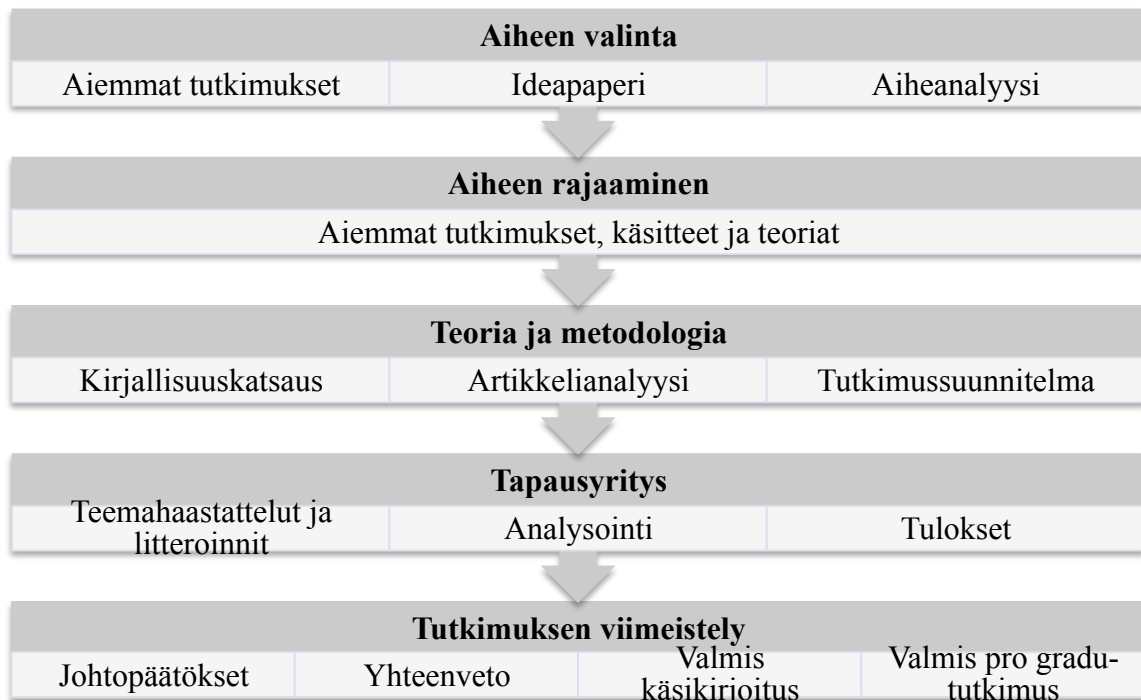 Aiheen valinta
Aiemmat tutkimukset
Ideapaperi
Aiheanalyysi
Aiheen rajaaminen
Aiemmat tutkimukset, käsitteet ja teoriat
Teoria ja metodologia
Kirjallisuuskatsaus
Artikkelianalyysi
Tutkimussuunnitelma
Tapausyritys
Teemahaastattelut ja
litteroinnit
Analysointi
Tulokset
Tutkimuksen viimeistely
Johtopäätökset
Yhteenveto
Valmis
käsikirjoitus
Valmis pro gradu-
tutkimus